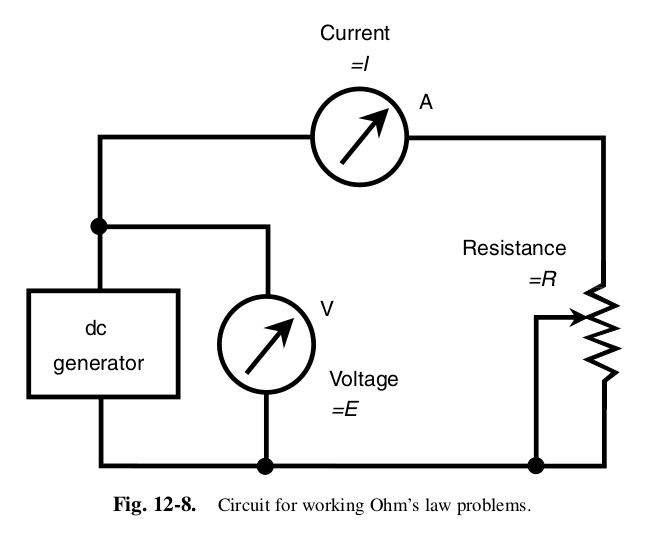 Current
=I
A
Resistance
=R
dc
generator
V
Voltage
=E
Fig. 12-8. Circuit for working Ohm's law problems.